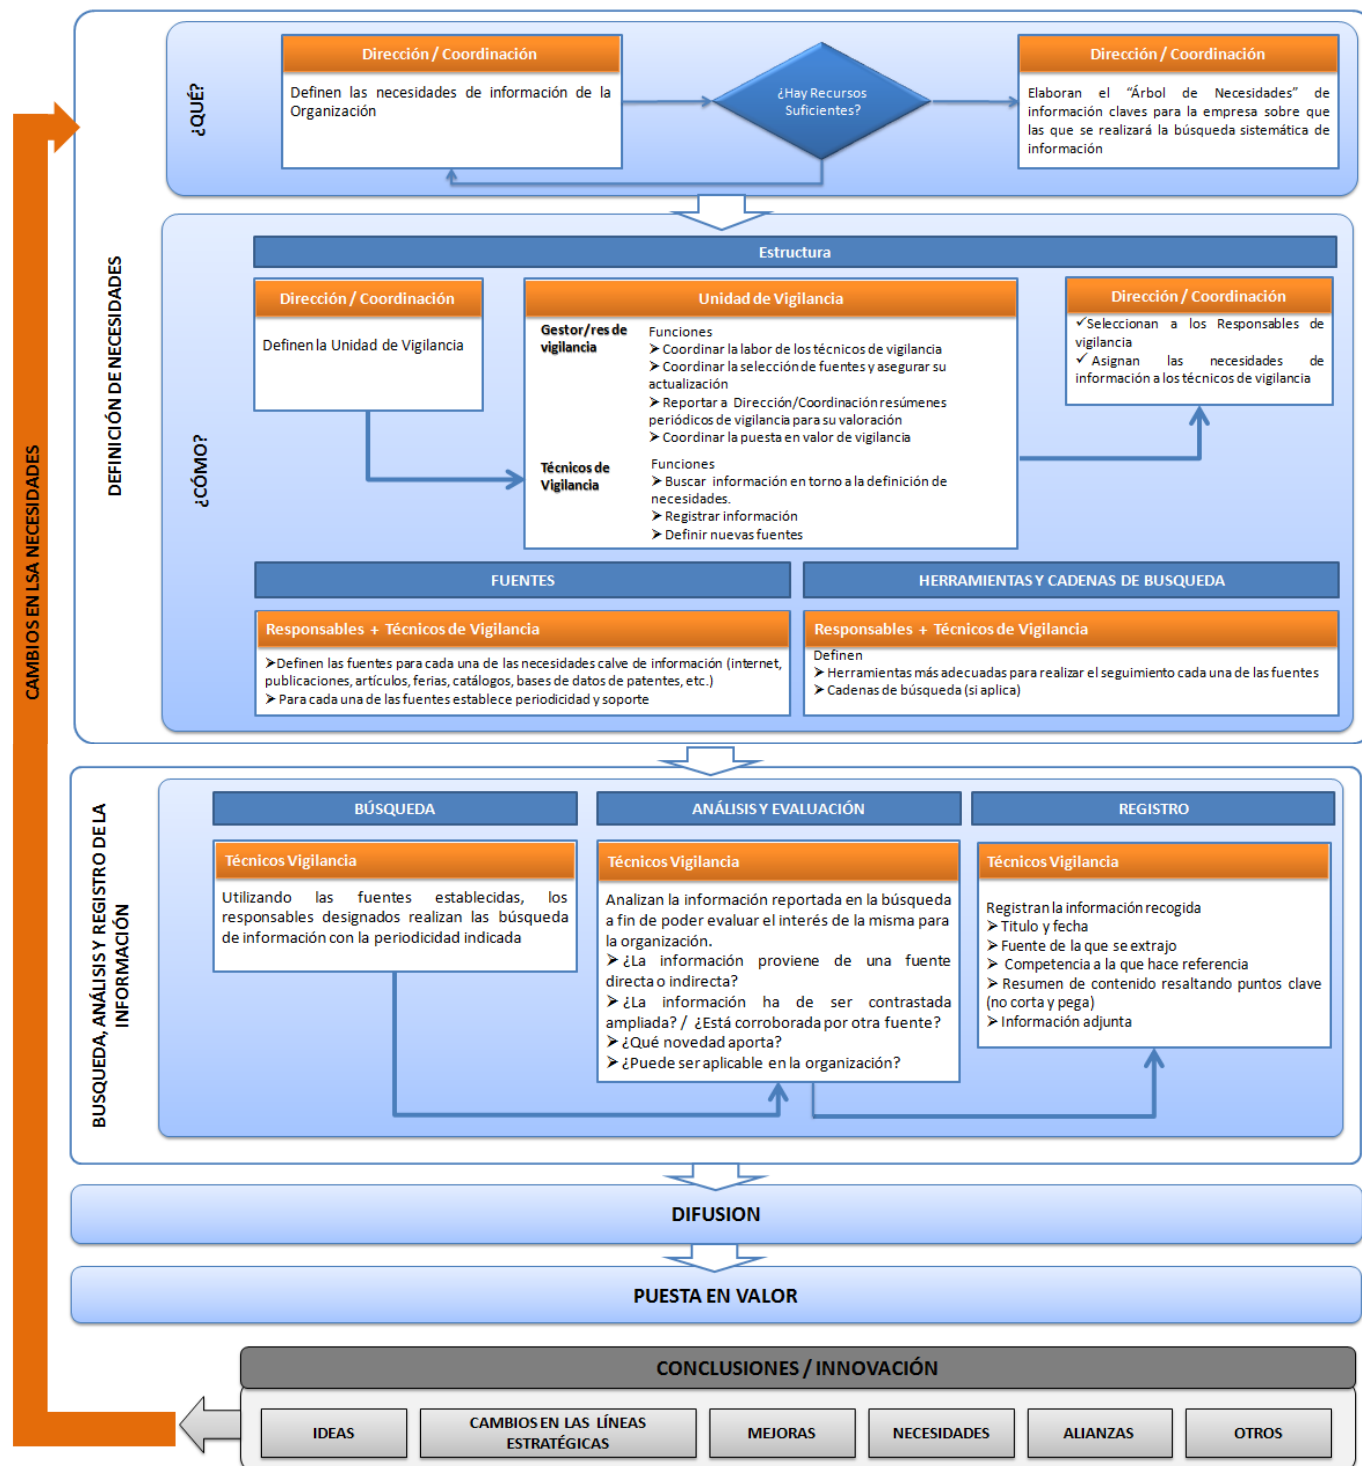 ¿QUÉ?
Dirección / Coordinación
Definen las necesidades de información de la
Organización
¿Hay Recursos
Suficientes?
Dirección / Coordinación
Elaboran el “Árbol de Necesidades” de
información claves para la empresa sobre que
las que se realizará la búsqueda sistemática de
información
DEFINICIÓN DE NECESIDADES
CAMBIOS EN LSA NECESIDADES
¿CÓMO?
Estructura
Dirección / Coordinación
Definen la Unidad de Vigilancia
Unidad de Vigilancia
Gestor/res de
vigilancia
Funciones
➤ Coordinar la labor de los técnicos de vigilancia
➤ Coordinar la selección de fuentes y asegurar su
actualización
➤ Reportar a Dirección/Coordinación resúmenes
periódicos de vigilancia para su valoración
➤ Coordinar la puesta en valor de vigilancia
Técnicos de
Vigilancia
Funciones
➤ Buscar información en torno a la definición de
necesidades.
➤ Registrar información
➤ Definir nuevas fuentes
Dirección / Coordinación
✓Seleccionan a los Responsables de
vigilancia
✓ Asignan las necesidades de
información a los técnicos de vigilancia
FUENTES
Responsables + Técnicos de Vigilancia
➤Definen las fuentes para cada una de las necesidades calve de información (internet,
publicaciones, artículos, ferias, catálogos, bases de datos de patentes, etc.)
➤ Para cada una de las fuentes establece periodicidad y soporte
HERRAMIENTAS Y CADENAS DE BUSQUEDA
Responsables + Técnicos de Vigilancia
Definen
➤ Herramientas más adecuadas para realizar el seguimiento cada una de las fuentes
➤ Cadenas de búsqueda (si aplica)
BUSQUEDA, ANÁLISIS Y REGISTRO DE LA
INFORMACIÓN
BÚSQUEDA
Técnicos Vigilancia
Utilizando las fuentes establecidas, los
responsables designados realizan las búsqueda
de información con la periodicidad indicada
ANÁLISIS Y EVALUACIÓN
Técnicos Vigilancia
Analizan la información reportada en la búsqueda
a fin de poder evaluar el interés de la misma para
la organización.
➤ ¿La información proviene de una fuente
directa o indirecta?
➤ ¿La información ha de ser contrastada
ampliada? / ¿Está corroborada por otra fuente?
➤ ¿Qué novedad aporta?
➤ ¿Puede ser aplicable en la organización?
REGISTRO
Técnicos Vigilancia
Registran la información recogida
➤ Titulo y fecha
➤ Fuente de la que se extrajo
➤ Competencia a la que hace referencia
➤ Resumen de contenido resaltando puntos clave
(no corta y pega)
➤ Información adjunta
DIFUSION
PUESTA EN VALOR
CONCLUSIONES / INNOVACIÓN
IDEAS
CAMBIOS EN LAS LÍNEAS
ESTRATÉGICAS
MEJORAS
NECESIDADES
ALIANZAS
OTROS